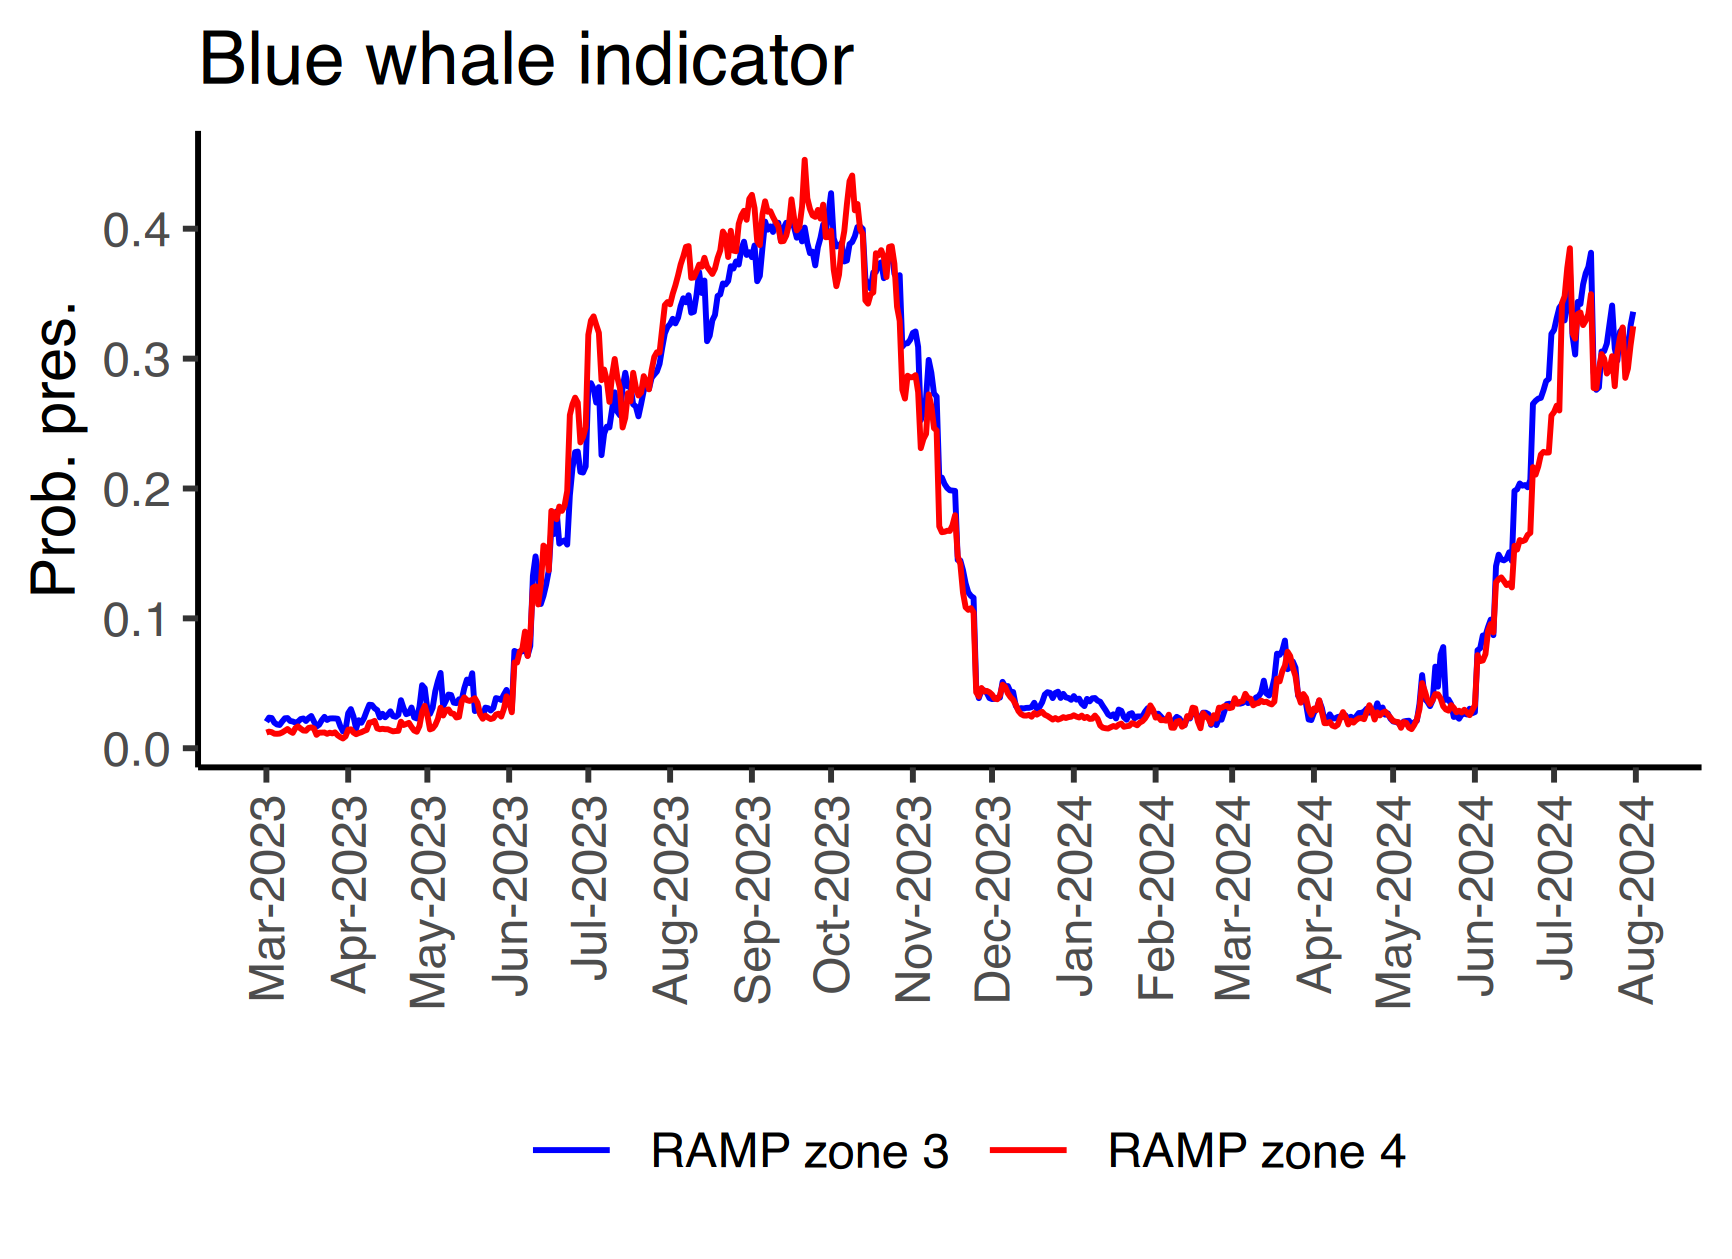 Blue whale indicator
Prob. pres.
0.4
0.3
0.2
0.1
0.0
Mar-2023
Apr-2023
May-2023
Jun-2023
Jul-2023
Aug-2023
Sep-2023
Oct-2023
Nov-2023
Dec-2023
Jan-2024
Feb-2024
Mar-2024
Apr-2024
May-2024
Jun-2024
Jul-2024
Aug-2024
RAMP zone 3 RAMP zone 4